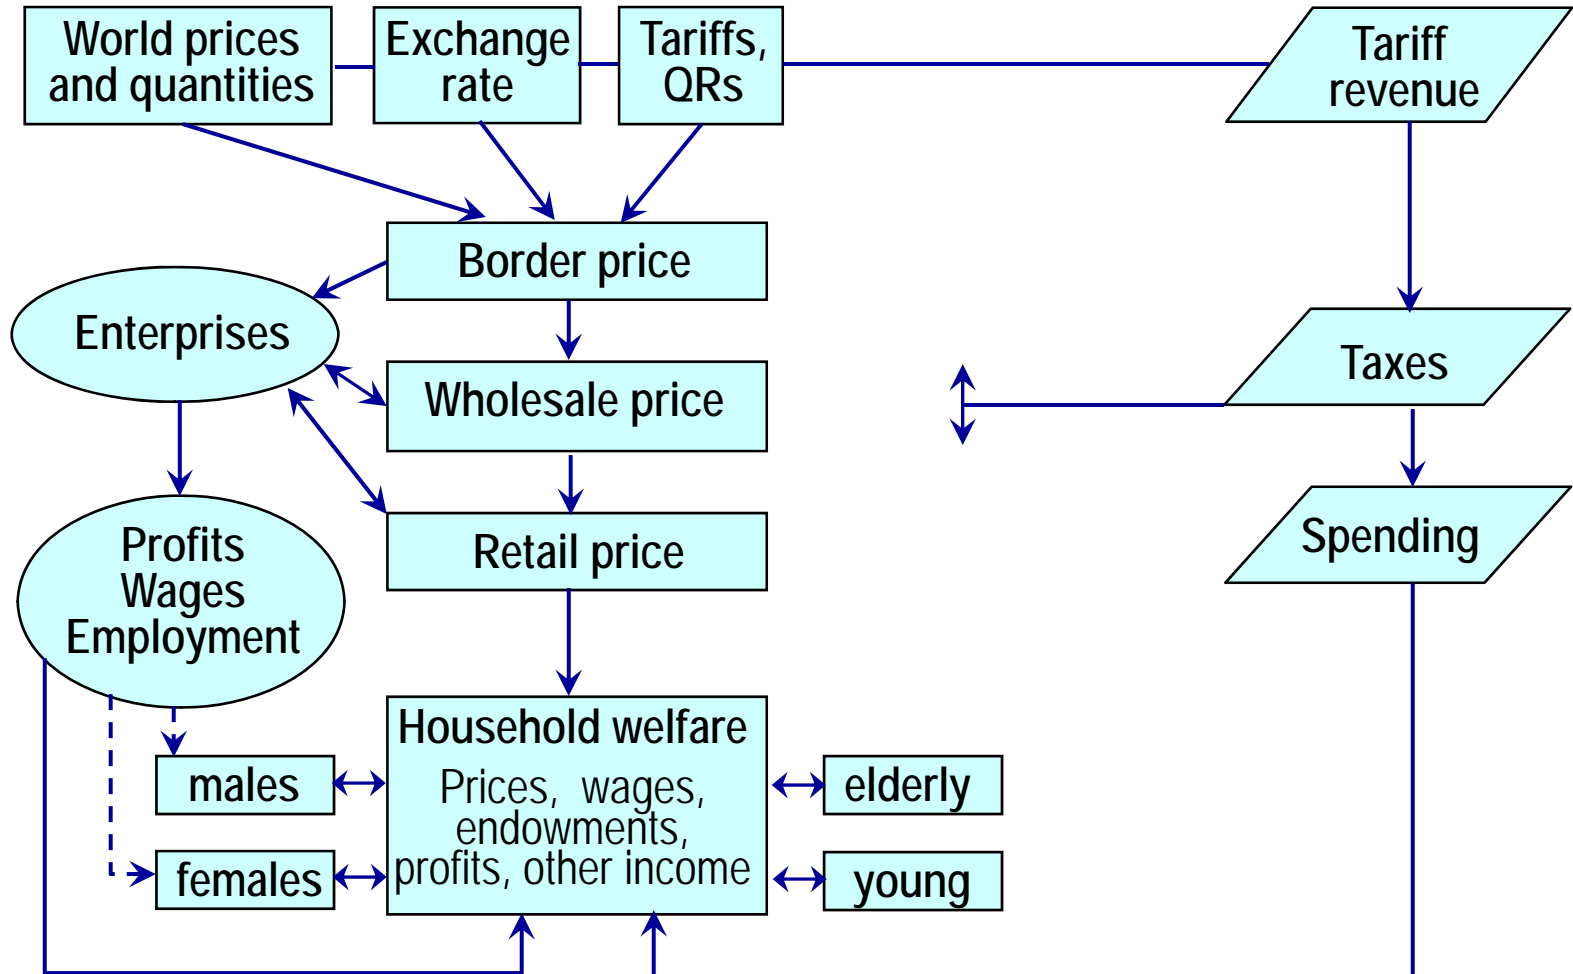 World prices
and quantities
Exchange
rate
Tariffs,
QRs
Tariff
revenue
Border price
Enterprises
Wholesale price
Taxes
Profits
Wages
Employment
Retail price
Spending
Household welfare
Prices, wages,
endowments,
profits, other income
males
females
elderly
young